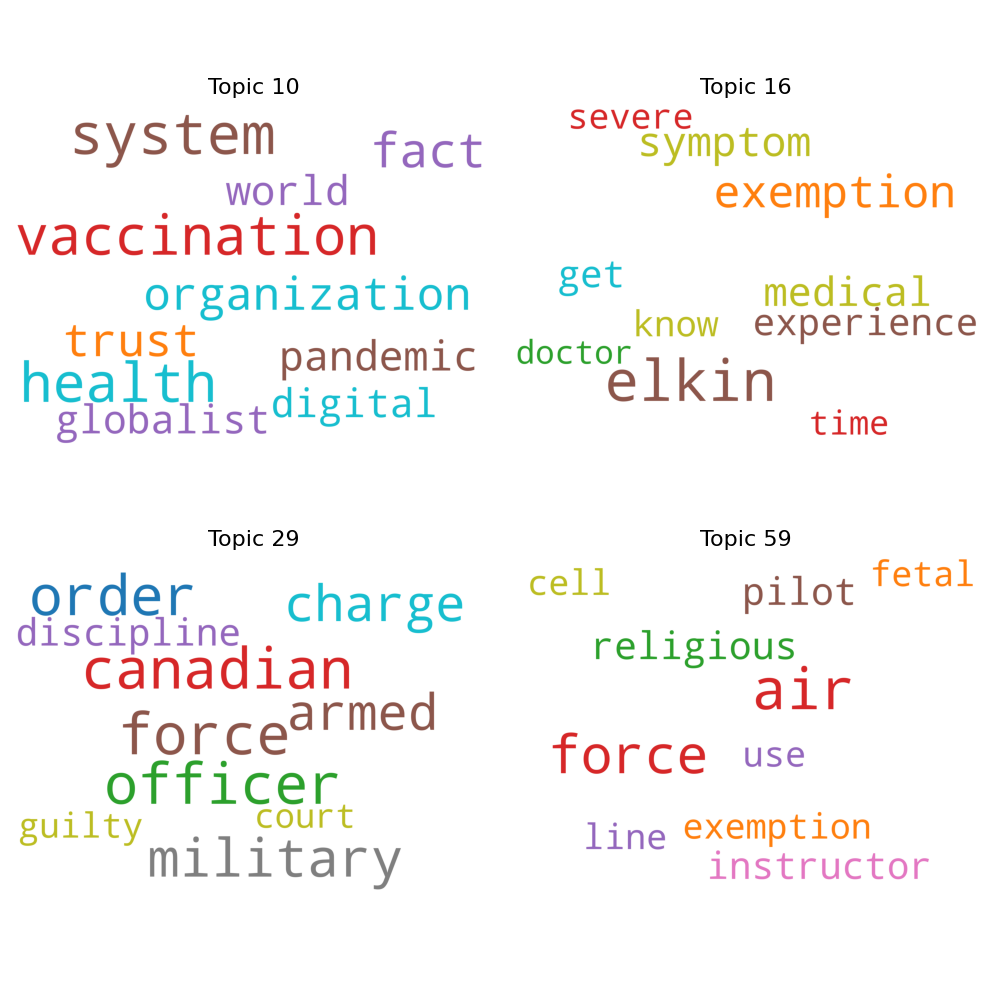 Topic 10
system
fact
world
vaccination
organization
trust
pandemic
health
digital
globalist
Topic 16
severe
symptom
exemption
get
medical
know
experience
doctor
elkin
time
Topic 29
order
charge
discipline
canadian
armed
force
officer
guilty
court
military
Topic 59
cell
pilot
fetal
religious
air
force
use
line
exemption
instructor